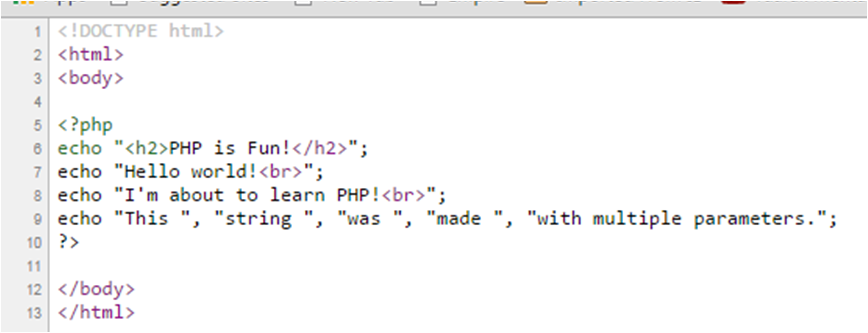 1 <!DOCTYPE html>
2 <html>
3 <body>
4
5 <?php
6 echo "<h2>PHP is Fun!</h2>";
7 echo "Hello world!<br>";
8 echo "I'm about to learn PHP!<br>";
9 echo "This ", "string ", "was ", "made ", "with multiple parameters.";
10 ?>
11
12 </body>
13 </html>